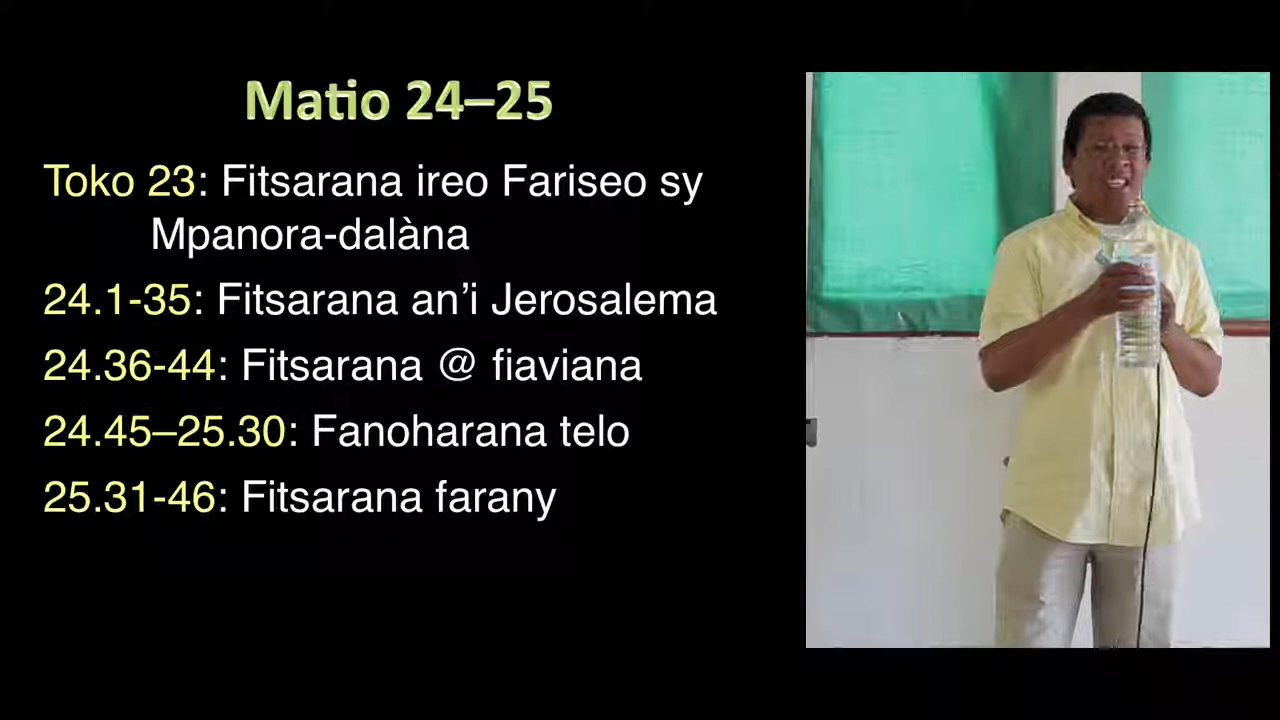 Matio 24–25
Toko 23: Fitsarana ireo Fariseo sy
Mpanora-dalàna
24.1-35: Fitsarana an’i Jerosalema
24.36-44: Fitsarana @ fiaviana
24.45–25.30: Fanoharana telo
25.31-46: Fitsarana farany